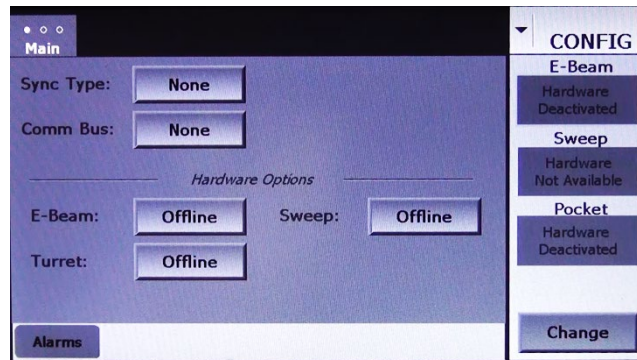 Main
CONFIG
Sync Type: None
Comm Bus: None
Hardware Options
E-Beam: Offline Sweep: Offline
Turret: Offline
Alarms
E-Beam
Hardware
Deactivated
Sweep
Hardware
Not Available
Pocket
Hardware
Deactivated
Change